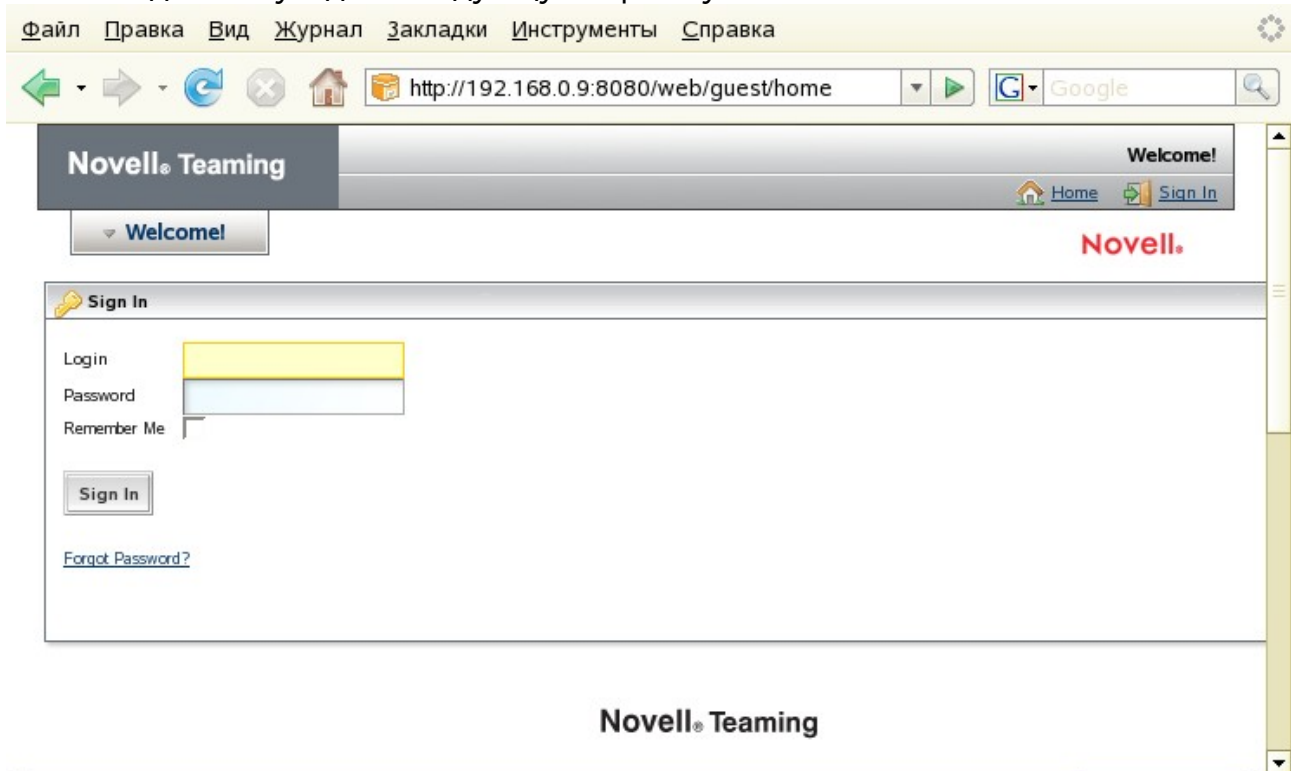 Файл Правка Вид Журнал Закладки Инструменты Справка
http://192.168.0.9:8080/web/guest/home G Google
Novell® Teaming
Welcome!
Home Sign In
Welcome!
Novell®
Sign In
Login
Password
Remember Me
Sign In
Forgot Password?
Novell® Teaming